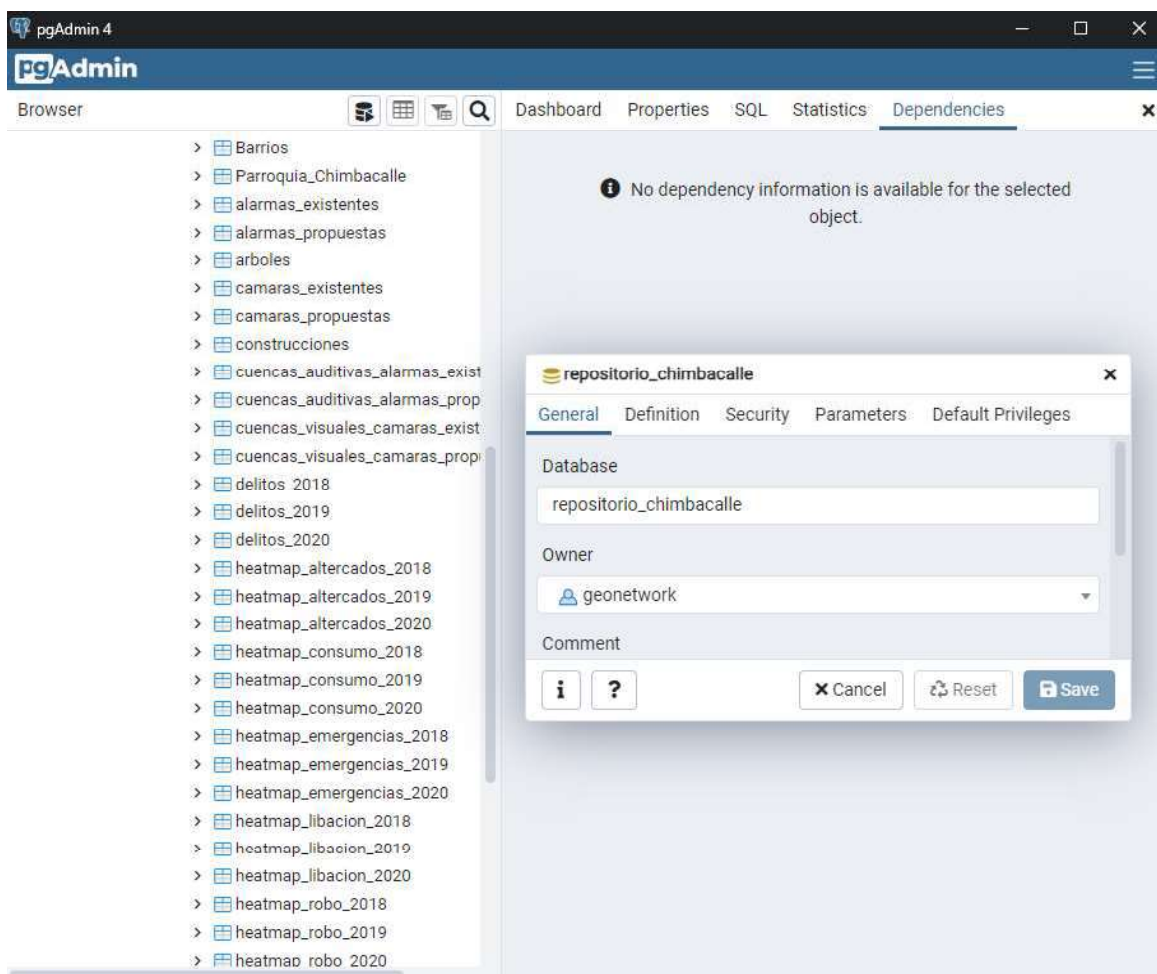 pgAdmin 4
pgAdmin
Browser
Dashboard Properties SQL Statistics Dependencies
Barrios
Parroquia_Chimbacalle
alarmas_existentes
alarmas_propuestas
arboles
camaras_existentes
camaras_propuestas
construcciones
cuencas_auditivas_alarmas_exist
cuencas_auditivas_alarmas_prop
cuencas_visuales_camaras_exist
cuencas_visuales_camaras_prop
delitos_2018
delitos_2019
delitos_2020
heatmap_altercados_2018
heatmap_altercados_2019
heatmap_altercados_2020
heatmap_consumo_2018
heatmap_consumo_2019
heatmap_consumo_2020
heatmap_emergencias_2018
heatmap_emergencias_2019
heatmap_emergencias_2020
heatmap_libacion_2018
heatmap_libacion_2019
heatmap_libacion_2020
heatmap_robo_2018
heatmap_robo_2019
heatmap_robo_2020
No dependency information is available for the selected
object.
repositorio_chimbacalle
General Definition Security Parameters Default Privileges
Database
repositorio_chimbacalle
Owner
geonetwork
Comment
i ? Cancel Reset Save